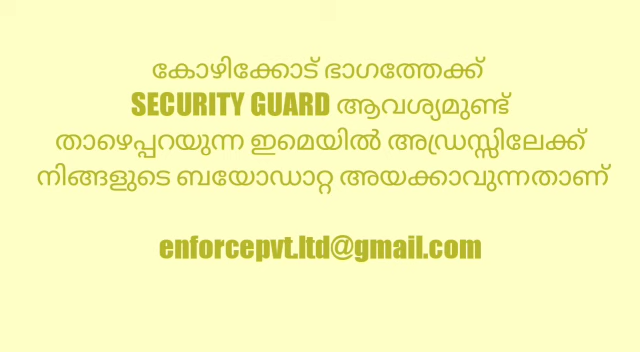 കോഴിക്കോട് ഭാഗത്തേക്ക്
SECURITY GUARD ആവശ്യമുണ്ട്
താഴെപ്പറയുന്ന ഇമെയിൽ അഡ്രസ്സിലേക്ക്
നിങ്ങളുടെ ബയോഡാറ്റ അയക്കാവുന്നതാണ്
enforcepvt.ltd@gmail.com